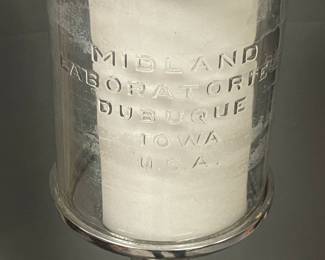 MIDLAND
LABORATORIES
DUBUQUE
IOWA
U.S.A.